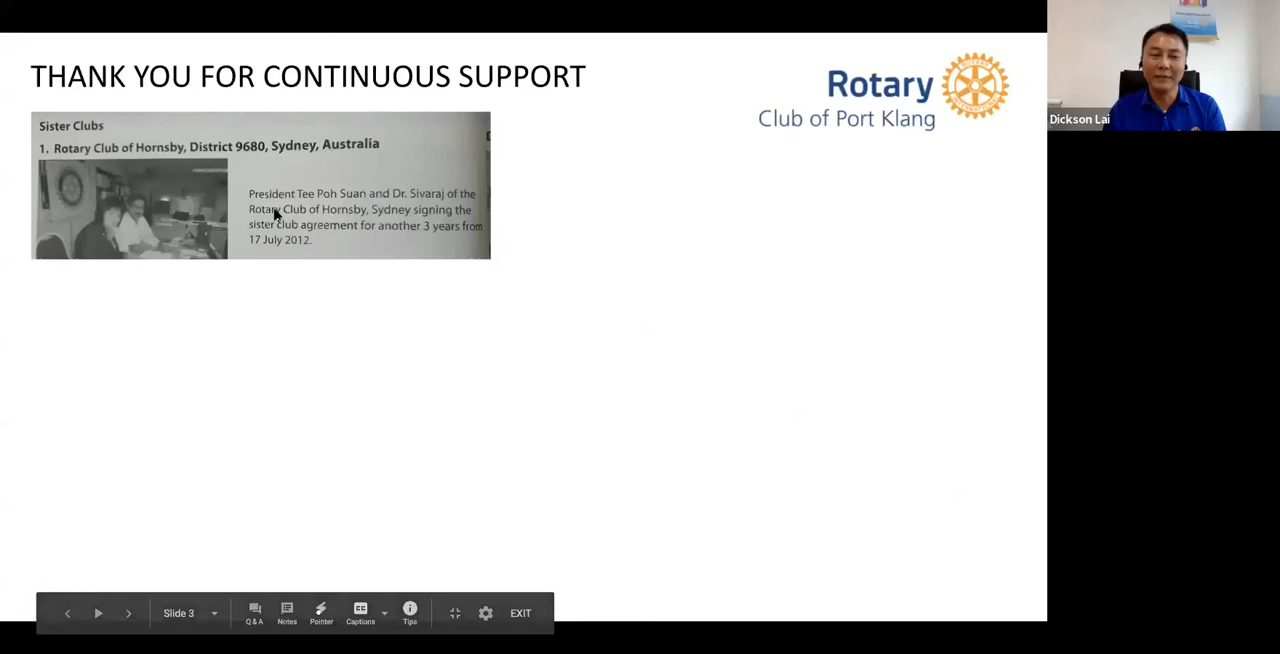 THANK YOU FOR CONTINUOUS SUPPORT
Rotary
Club of Port Klang
Sister Clubs
1. Rotary Club of Hornsby, District 9680, Sydney, Australia
President Tee Poh Suan and Dr. Sivaraj of the
Rotary Club of Hornsby, Sydney signing the
sister club agreement for another 3 years from
17 July 2012.
Dickson Lai
Slide 3
Q & A
Notes
Pointer
CC
Captions
Tips
EXIT